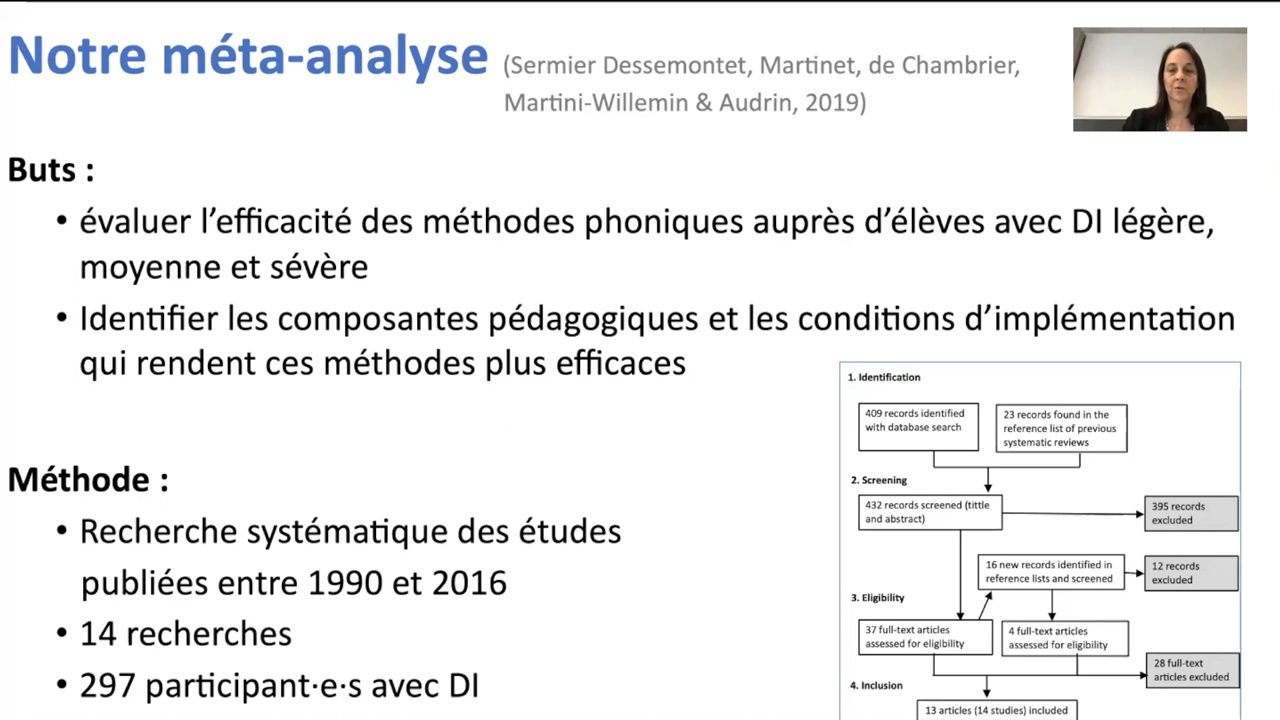 Notre méta-analyse (Sermier Dessemontet, Martinet, de Chambrier,
Martini-Willemin & Audrin, 2019)
Buts :
• évaluer l’efficacité des méthodes phoniques auprès d’élèves avec DI légère,
moyenne et sévère
• Identifier les composantes pédagogiques et les conditions d’implémentation
qui rendent ces méthodes plus efficaces
Méthode :
• Recherche systématique des études
publiées entre 1990 et 2016
• 14 recherches
• 297 participant·e·s avec DI
1. Identification
409 records identified
with database search
23 records found in the
reference list of previous
systematic reviews
2. Screening
432 records screened (tittle
and abstract)
395 records
excluded
16 new records identified in
reference lists and screened
12 records
excluded
3. Eligibility
37 full-text articles
assessed for eligibility
4 full-text articles
assessed for eligibility
28 full-text
articles excluded
4. Inclusion
13 articles (14 studies) included